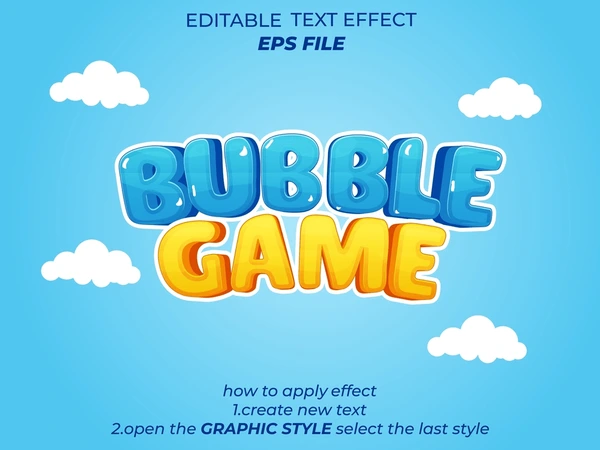 EDITABLE TEXT EFFECT
EPS FILE
BUBBLE
GAME
how to apply effect
1.create new text
2.open the GRAPHIC STYLE select the last style